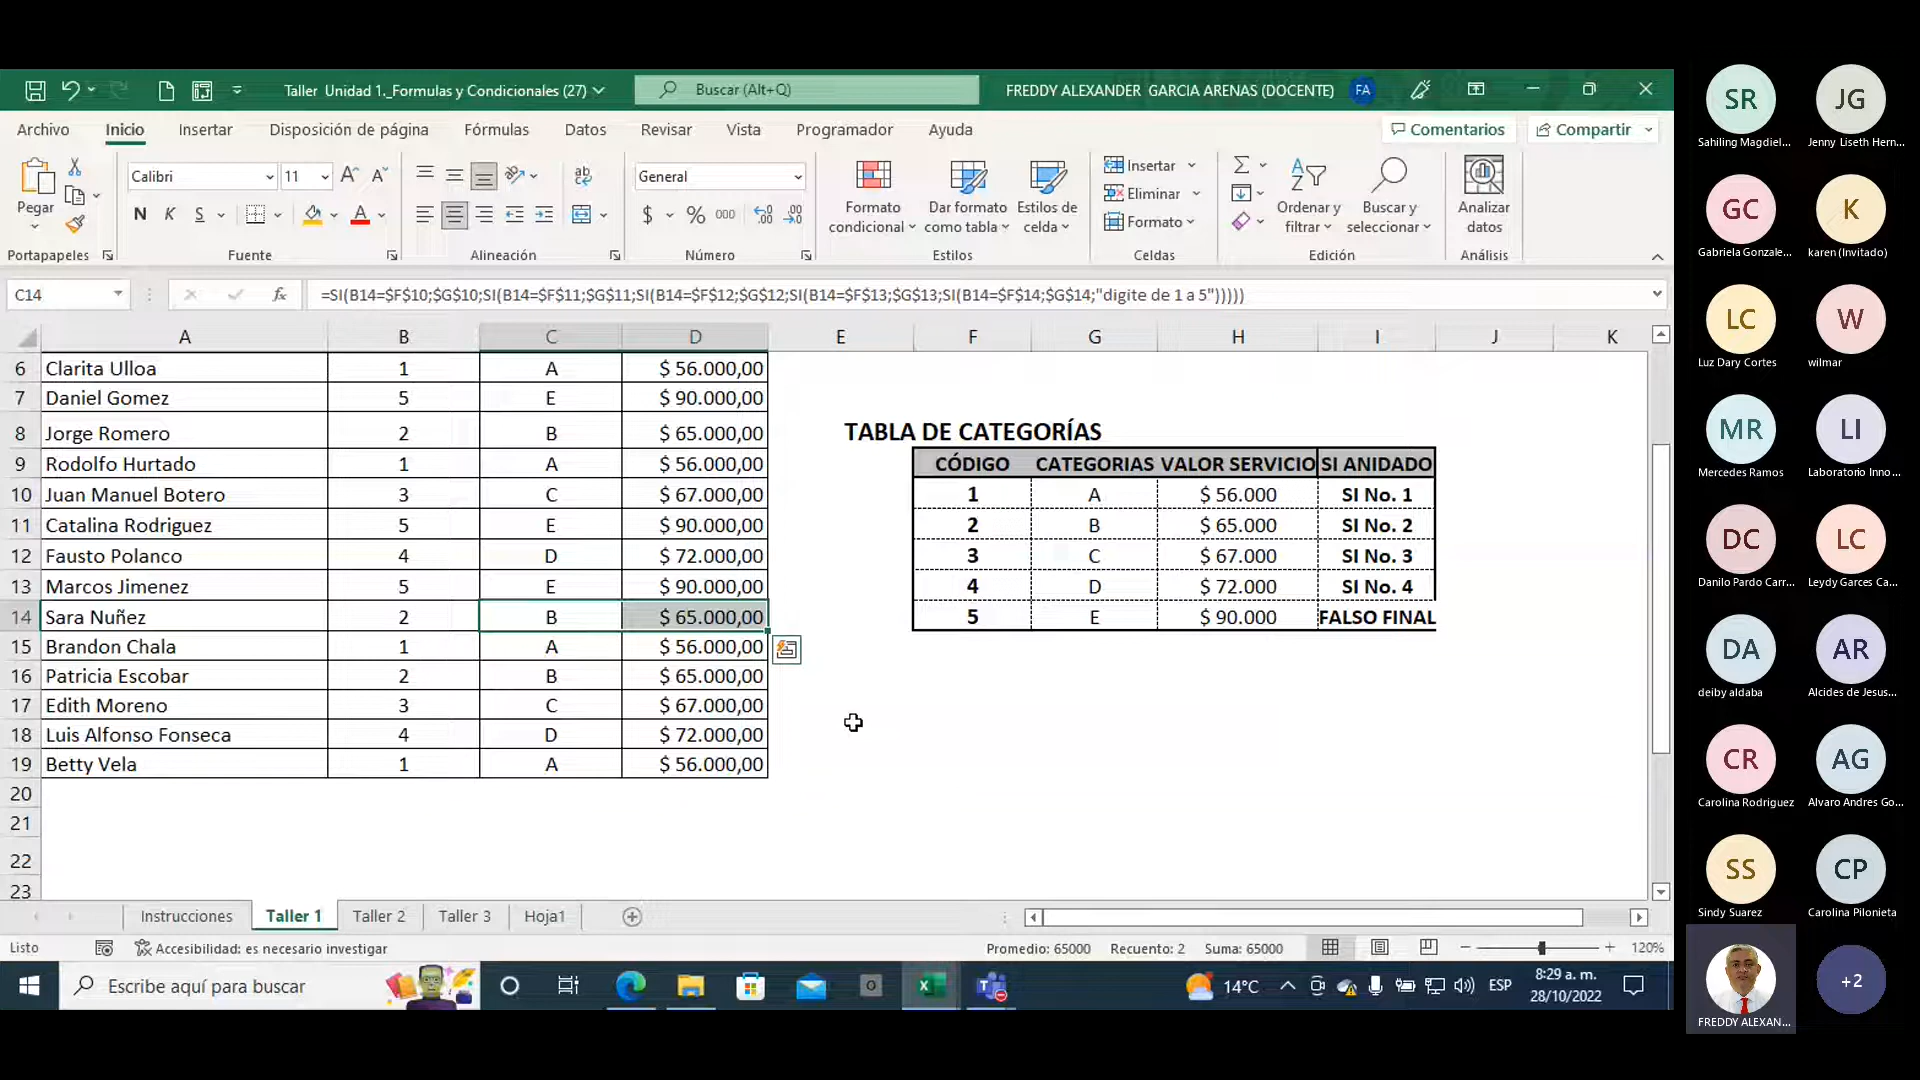 Taller Unidad 1._Formulas y Condicionales (27)
Buscar (Alt+Q)
FREDDY ALEXANDER GARCIA ARENAS (DOCENTE)
FA
Archivo Inicio Insertar Disposición de página Fórmulas Datos Revisar Vista Programador Ayuda
Comentarios Compartir
Pegar
Portapapeles
Calibri 11
N K S
Fuente
Alineación
General
$ % 000
Número
Formato condicional
Dar formato como tabla
Estilos de celda
Estilos
Insertar
Eliminar
Formato
Celdas
Ordenar y filtrar
Buscar y seleccionar
Edición
Analizar datos
Análisis
C14
fx
=SI(B14=$F$10;$G$10;SI(B14=$F$11;$G$11;SI(B14=$F$12;$G$12;SI(B14=$F$13;$G$13;SI(B14=$F$14;$G$14;"digite de 1 a 5")))))
A B C D E F G H I J K
6 Clarita Ulloa 1 A $ 56.000,00
7 Daniel Gomez 5 E $ 90.000,00
8 Jorge Romero 2 B $ 65.000,00
9 Rodolfo Hurtado 1 A $ 56.000,00
10 Juan Manuel Botero 3 C $ 67.000,00
11 Catalina Rodriguez 5 E $ 90.000,00
12 Fausto Polanco 4 D $ 72.000,00
13 Marcos Jimenez 5 E $ 90.000,00
14 Sara Nuñez 2 B $ 65.000,00
15 Brandon Chala 1 A $ 56.000,00
16 Patricia Escobar 2 B $ 65.000,00
17 Edith Moreno 3 C $ 67.000,00
18 Luis Alfonso Fonseca 4 D $ 72.000,00
19 Betty Vela 1 A $ 56.000,00
20
21
22
23
TABLA DE CATEGORÍAS
CÓDIGO CATEGORIAS VALOR SERVICIO SI ANIDADO
1 A $ 56.000 SI No. 1
2 B $ 65.000 SI No. 2
3 C $ 67.000 SI No. 3
4 D $ 72.000 SI No. 4
5 E $ 90.000 FALSO FINAL
Instrucciones Taller 1 Taller 2 Taller 3 Hoja1
Listo Accesibilidad: es necesario investigar Promedio: 65000 Recuento: 2 Suma: 65000 120%
Escribe aquí para buscar
14°C
ESP
8:29 a. m.
28/10/2022
SR JG
Sahiling Magdiel... Jenny Liseth Hern...
GC K
Gabriela Gonzale... karen (Invitado)
LC W
Luz Dary Cortes wilmar
MR LI
Mercedes Ramos Laboratorio Inno...
DC LC
Danilo Pardo Carr... Leydy Garces Ca...
DA AR
deiby aldaba Alcides de Jesus...
CR AG
Carolina Rodriguez Alvaro Andres Go...
SS CP
Sindy Suarez Carolina Pilonieta
+2
FREDDY ALEXAN...